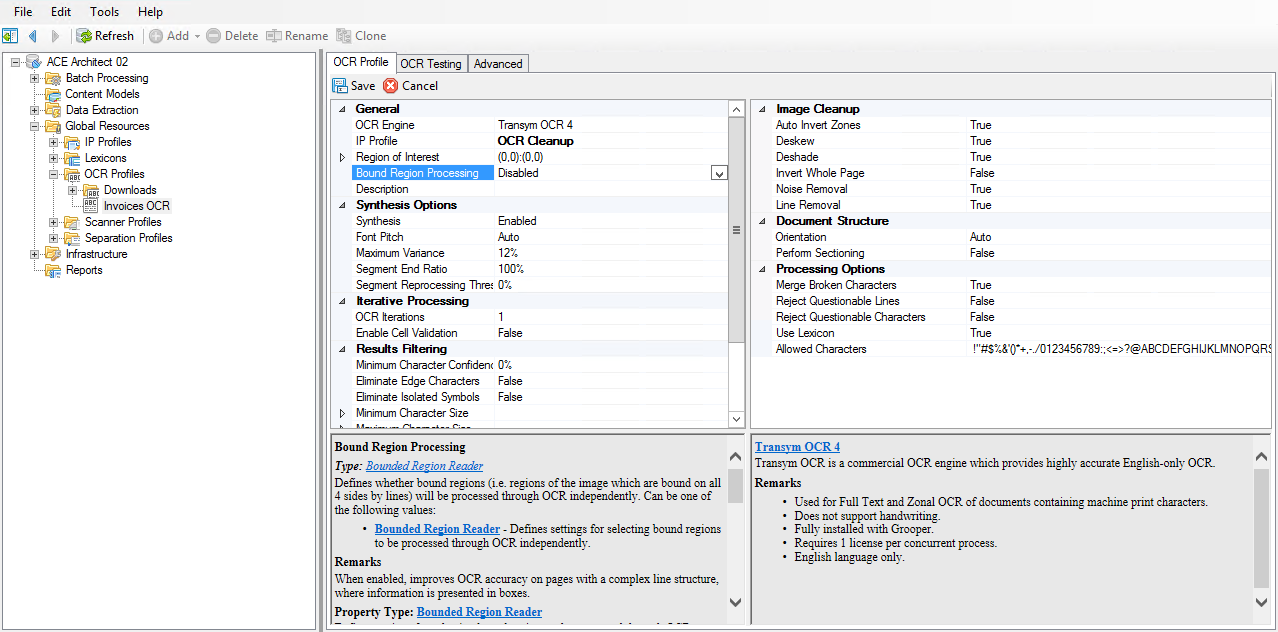 File Edit Tools Help
Refresh Add Delete Rename Clone
ACE Architect 02
Batch Processing
Content Models
Data Extraction
Global Resources
IP Profiles
Lexicons
OCR Profiles
Downloads
Invoices OCR
Scanner Profiles
Separation Profiles
Infrastructure
Reports
OCR Profile OCR Testing Advanced
Save Cancel
General
OCR Engine Transym OCR 4
IP Profile OCR Cleanup
Region of Interest (0,0):(0,0)
Bound Region Processing Disabled
Description
Synthesis Options
Synthesis Enabled
Font Pitch Auto
Maximum Variance 12%
Segment End Ratio 100%
Segment Reprocessing Thres 0%
Iterative Processing
OCR Iterations 1
Enable Cell Validation False
Results Filtering
Minimum Character Confidenc 0%
Eliminate Edge Characters False
Eliminate Isolated Symbols False
Minimum Character Size
Maximum Character Size
Image Cleanup
Auto Invert Zones True
Deskew True
Deshade True
Invert Whole Page False
Noise Removal True
Line Removal True
Document Structure
Orientation Auto
Perform Sectioning False
Processing Options
Merge Broken Characters True
Reject Questionable Lines False
Reject Questionable Characters False
Use Lexicon True
Allowed Characters !"#$%&'()*+,-./0123456789:;<=>?@ABCDEFGHIJKLMNOPQRS
Bound Region Processing
Type: Bounded Region Reader
Defines whether bound regions (i.e. regions of the image which are bound on all
4 sides by lines) will be processed through OCR independently. Can be one of
the following values:
• Bounded Region Reader - Defines settings for selecting bound regions
to be processed through OCR independently.
Remarks
When enabled, improves OCR accuracy on pages with a complex line structure,
where information is presented in boxes.
Property Type: Bounded Region Reader
Transym OCR 4
Transym OCR is a commercial OCR engine which provides highly accurate English-only OCR.
Remarks
• Used for Full Text and Zonal OCR of documents containing machine print characters.
• Does not support handwriting.
• Fully installed with Grooper.
• Requires 1 license per concurrent process.
• English language only.